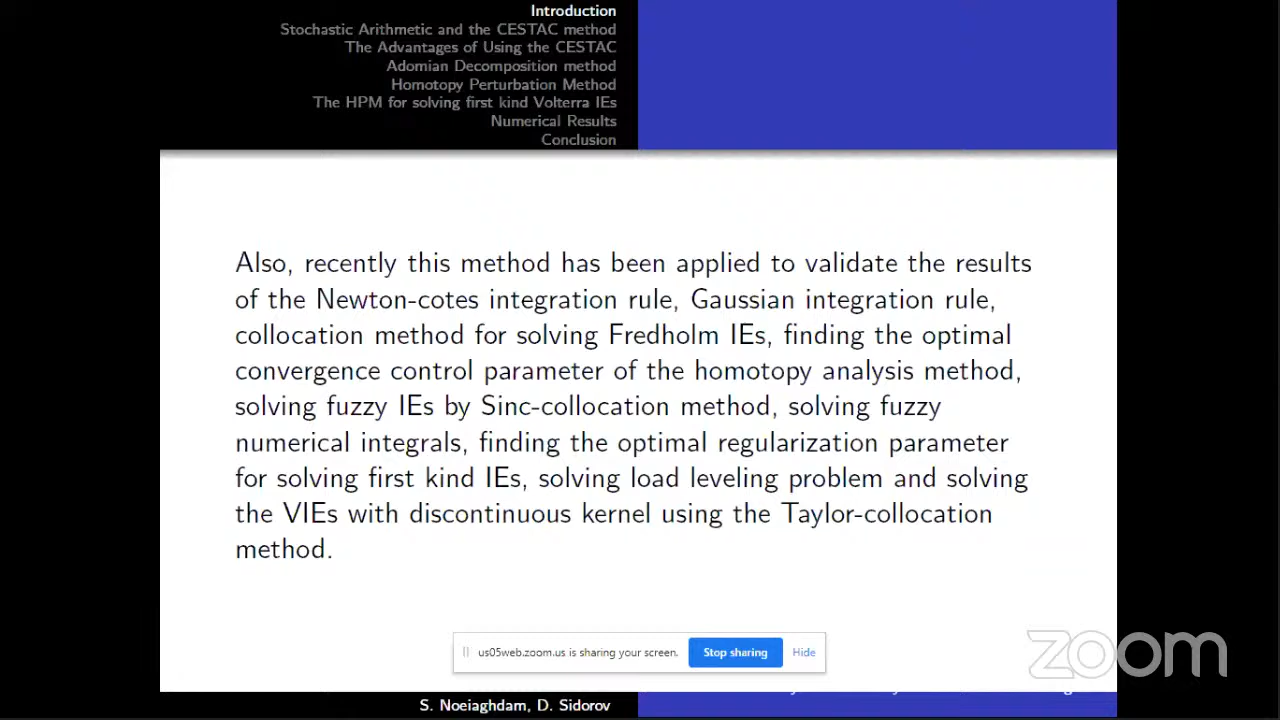 Introduction
Stochastic Arithmetic and the CESTAC method
The Advantages of Using the CESTAC
Adomian Decomposition method
Homotopy Perturbation Method
The HPM for solving first kind Volterra IEs
Numerical Results
Conclusion
Also, recently this method has been applied to validate the results
of the Newton-cotes integration rule, Gaussian integration rule,
collocation method for solving Fredholm IEs, finding the optimal
convergence control parameter of the homotopy analysis method,
solving fuzzy IEs by Sinc-collocation method, solving fuzzy
numerical integrals, finding the optimal regularization parameter
for solving first kind IEs, solving load leveling problem and solving
the VIEs with discontinuous kernel using the Taylor-collocation
method.
us05web.zoom.us is sharing your screen.
Stop sharing
Hide
zoom
S. Noeiaghdam, D. Sidorov